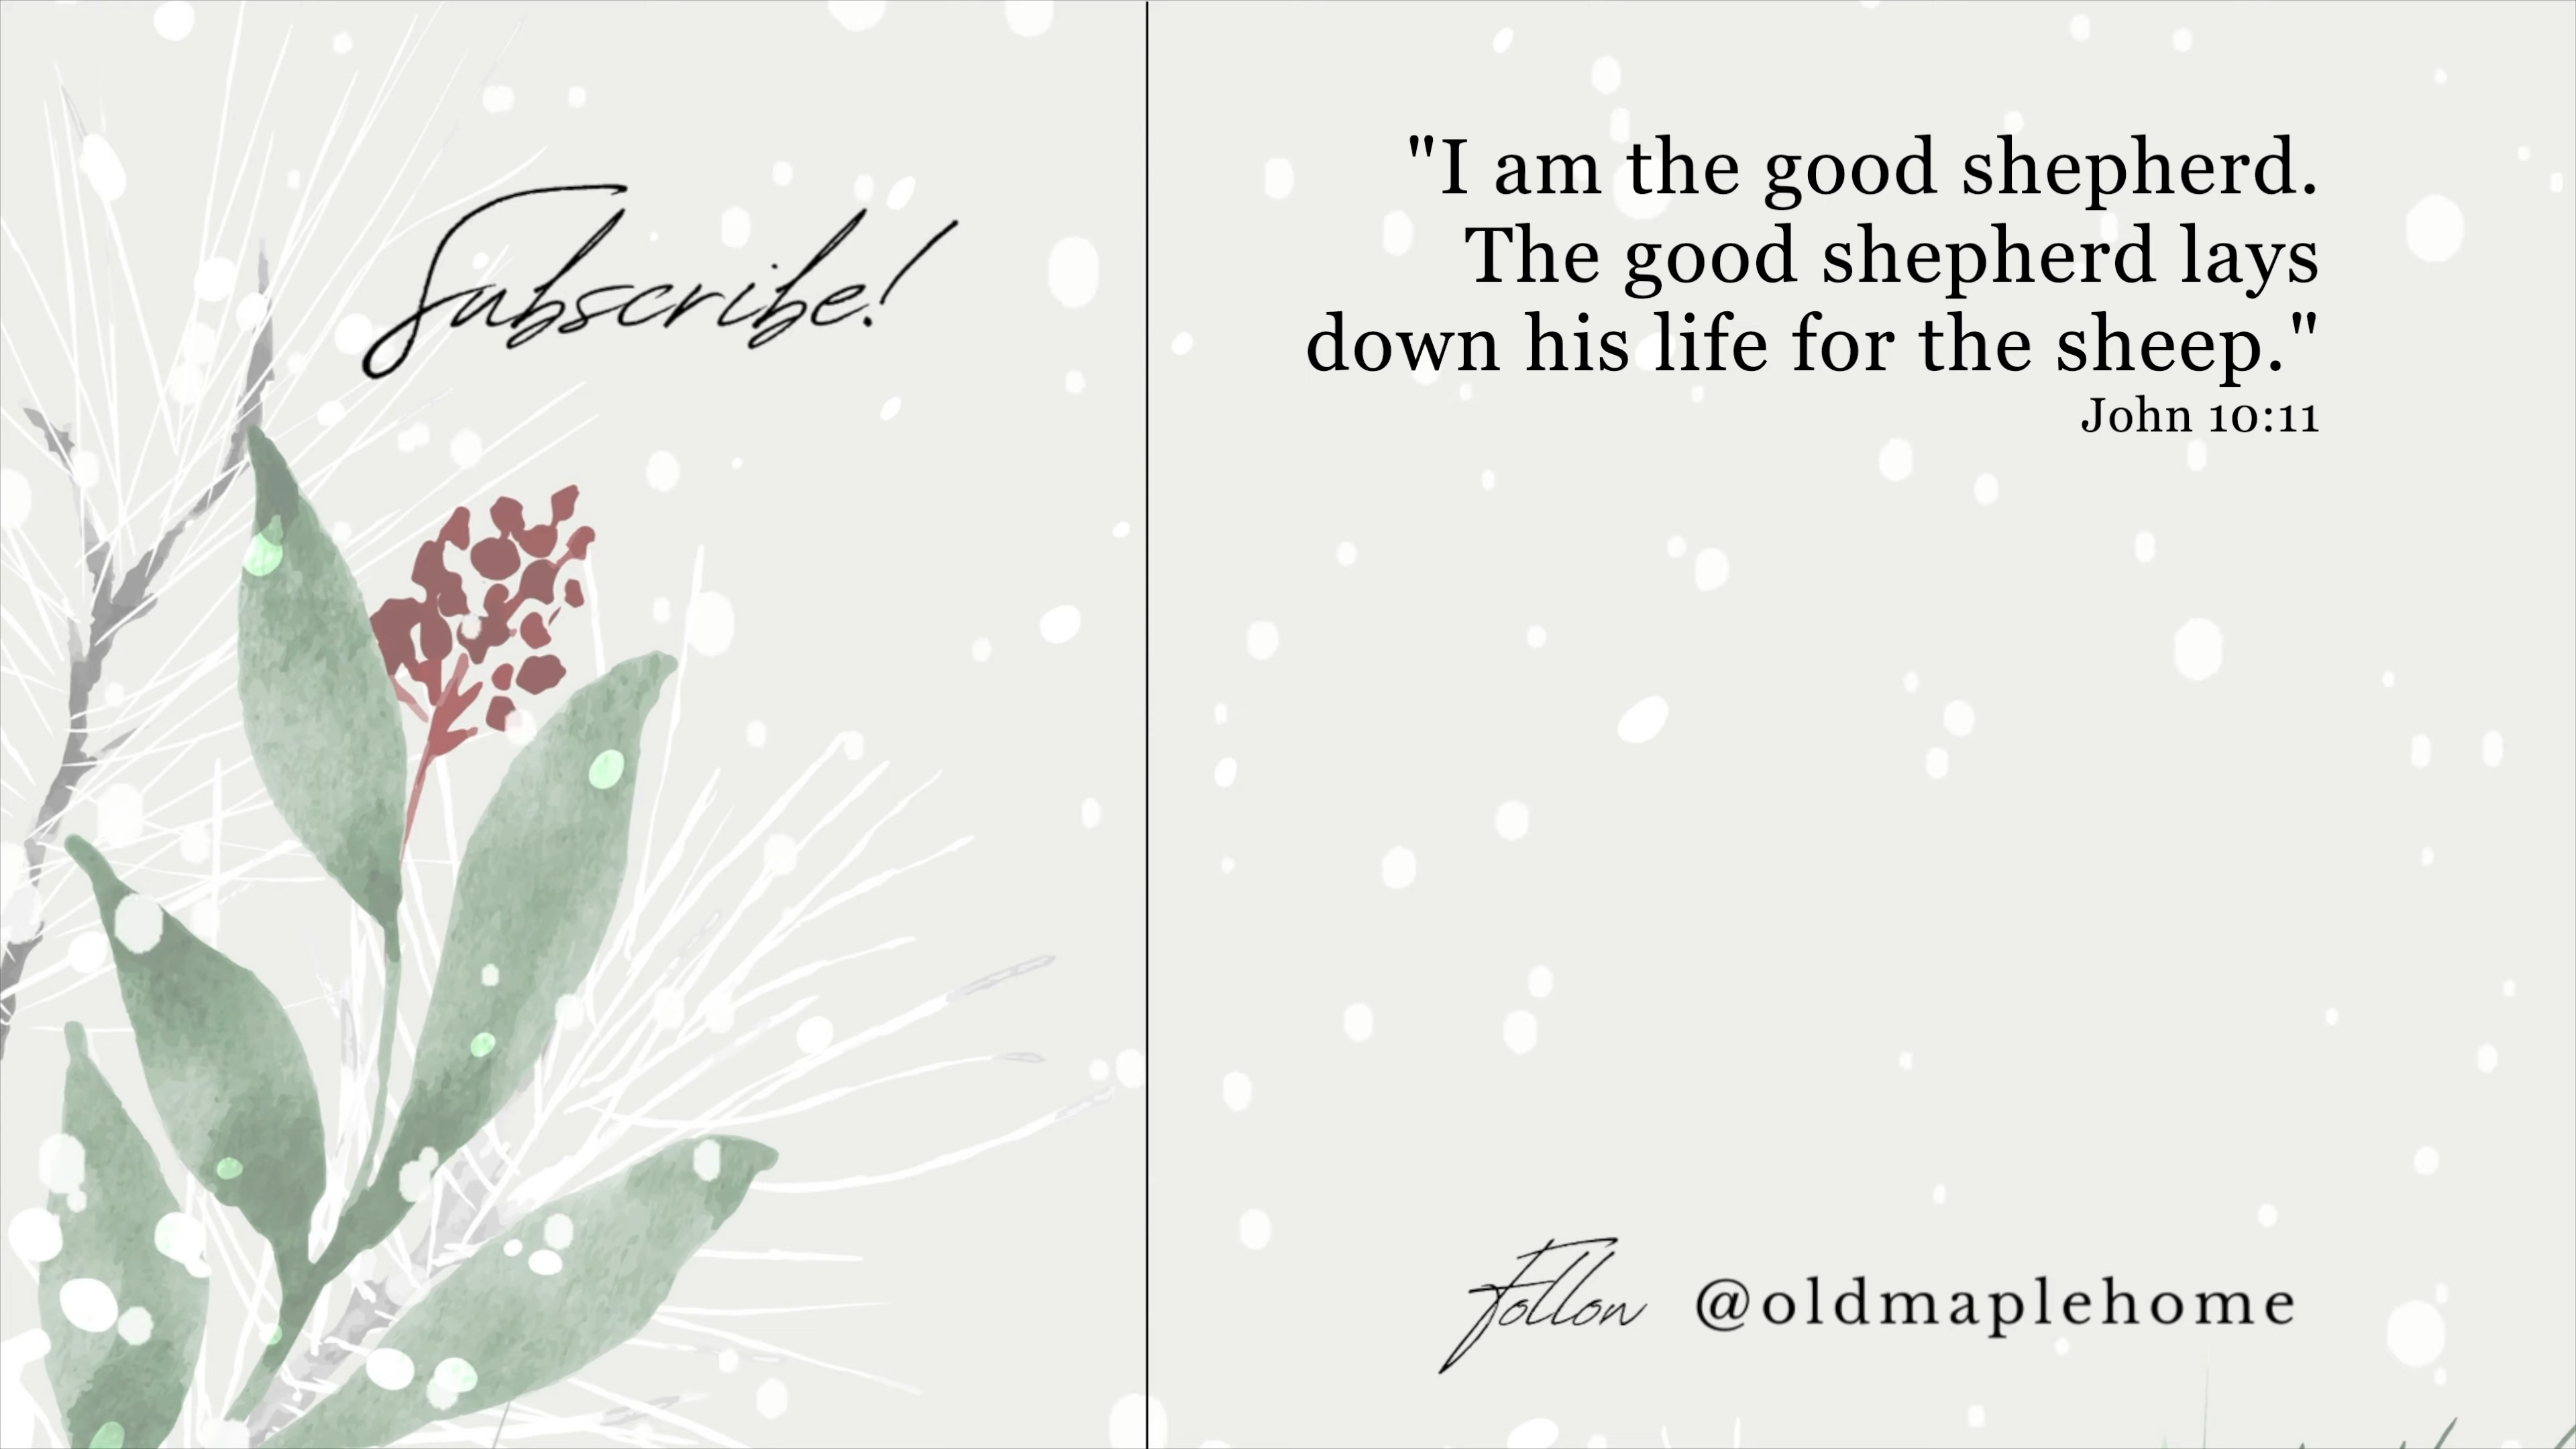 Subscribe!
"I am the good shepherd.
The good shepherd lays
down his life for the sheep."
John 10:11
Follow @oldmaplehome